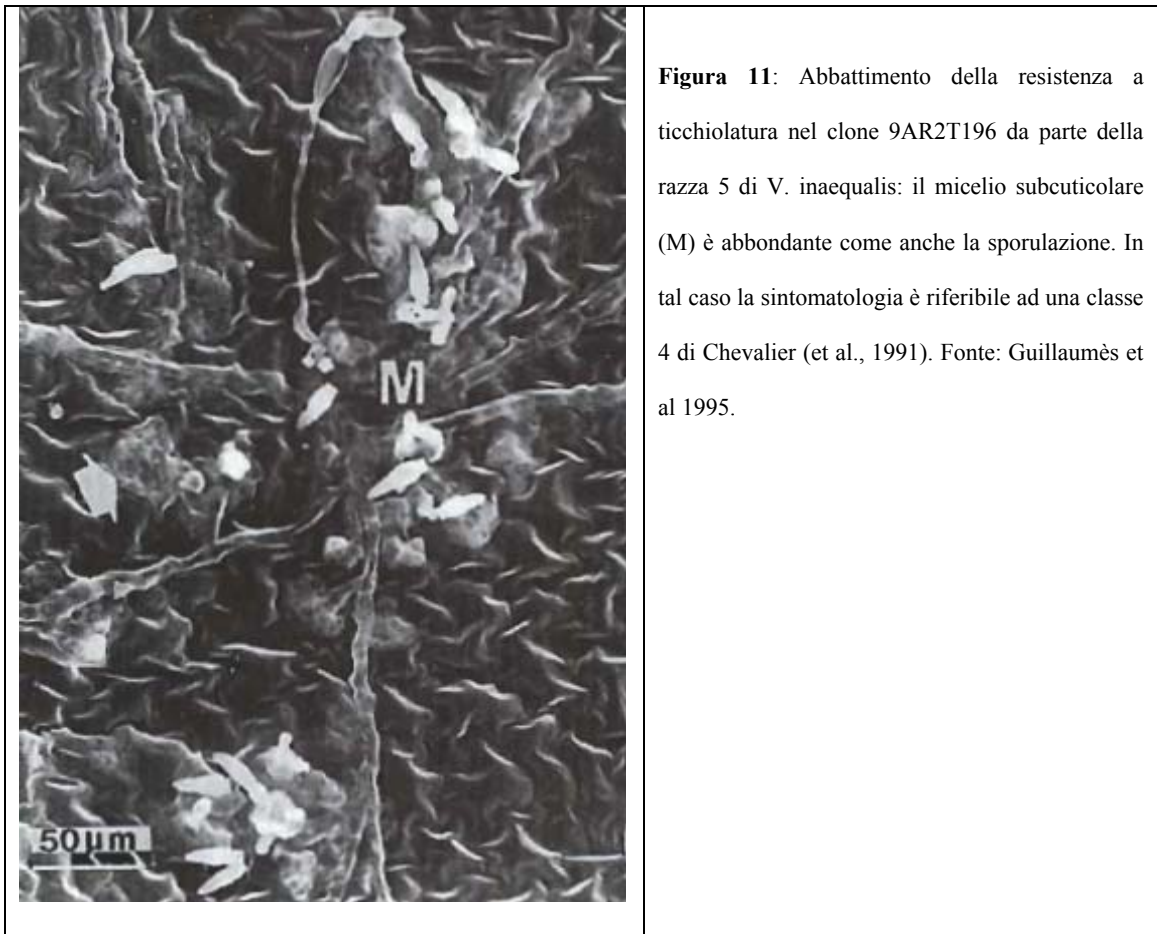 M
50μm
Figura 11: Abbattimento della resistenza a
ticchiolatura nel clone 9AR2T196 da parte della
razza 5 di V. inaequalis: il micelio subcuticolare
(M) è abbondante come anche la sporulazione. In
tal caso la sintomatologia è riferibile ad una classe
4 di Chevalier (et al., 1991). Fonte: Guillaumès et
al 1995.